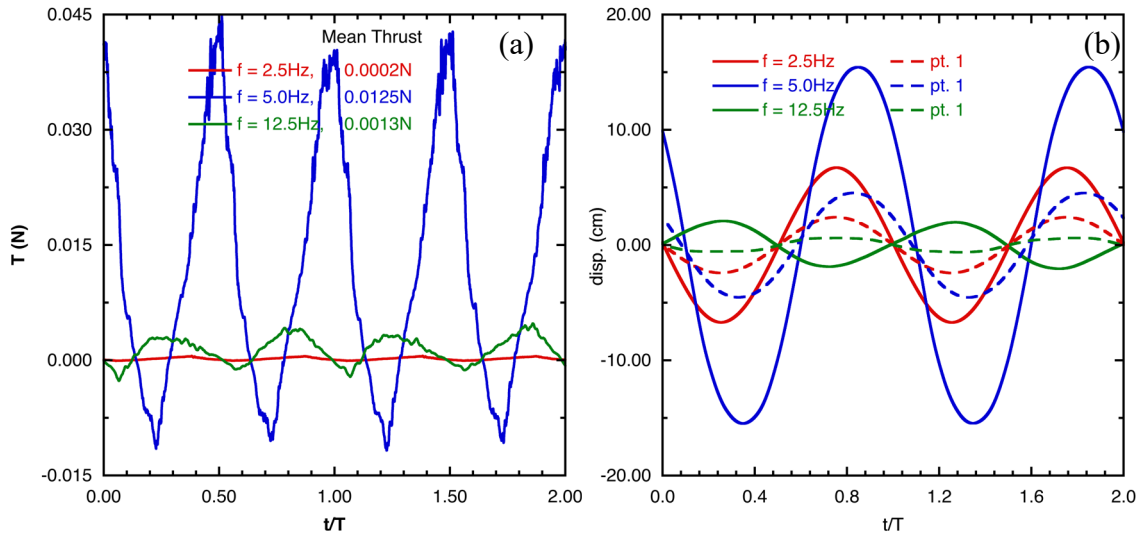 0.045
0.030
0.015
0.000
-0.015
T (N)
Mean Thrust
(a)
f = 2.5Hz, 0.0002N
f = 5.0Hz, 0.0125N
f = 12.5Hz, 0.0013N
0.00 0.50 1.00 1.50 2.00
t/T
20.00
10.00
0.00
-10.00
-20.00
disp. (cm)
(b)
f = 2.5Hz pt. 1
f = 5.0Hz pt. 1
f = 12.5Hz pt. 1
0.0 0.4 0.8 1.2 1.6 2.0
t/T